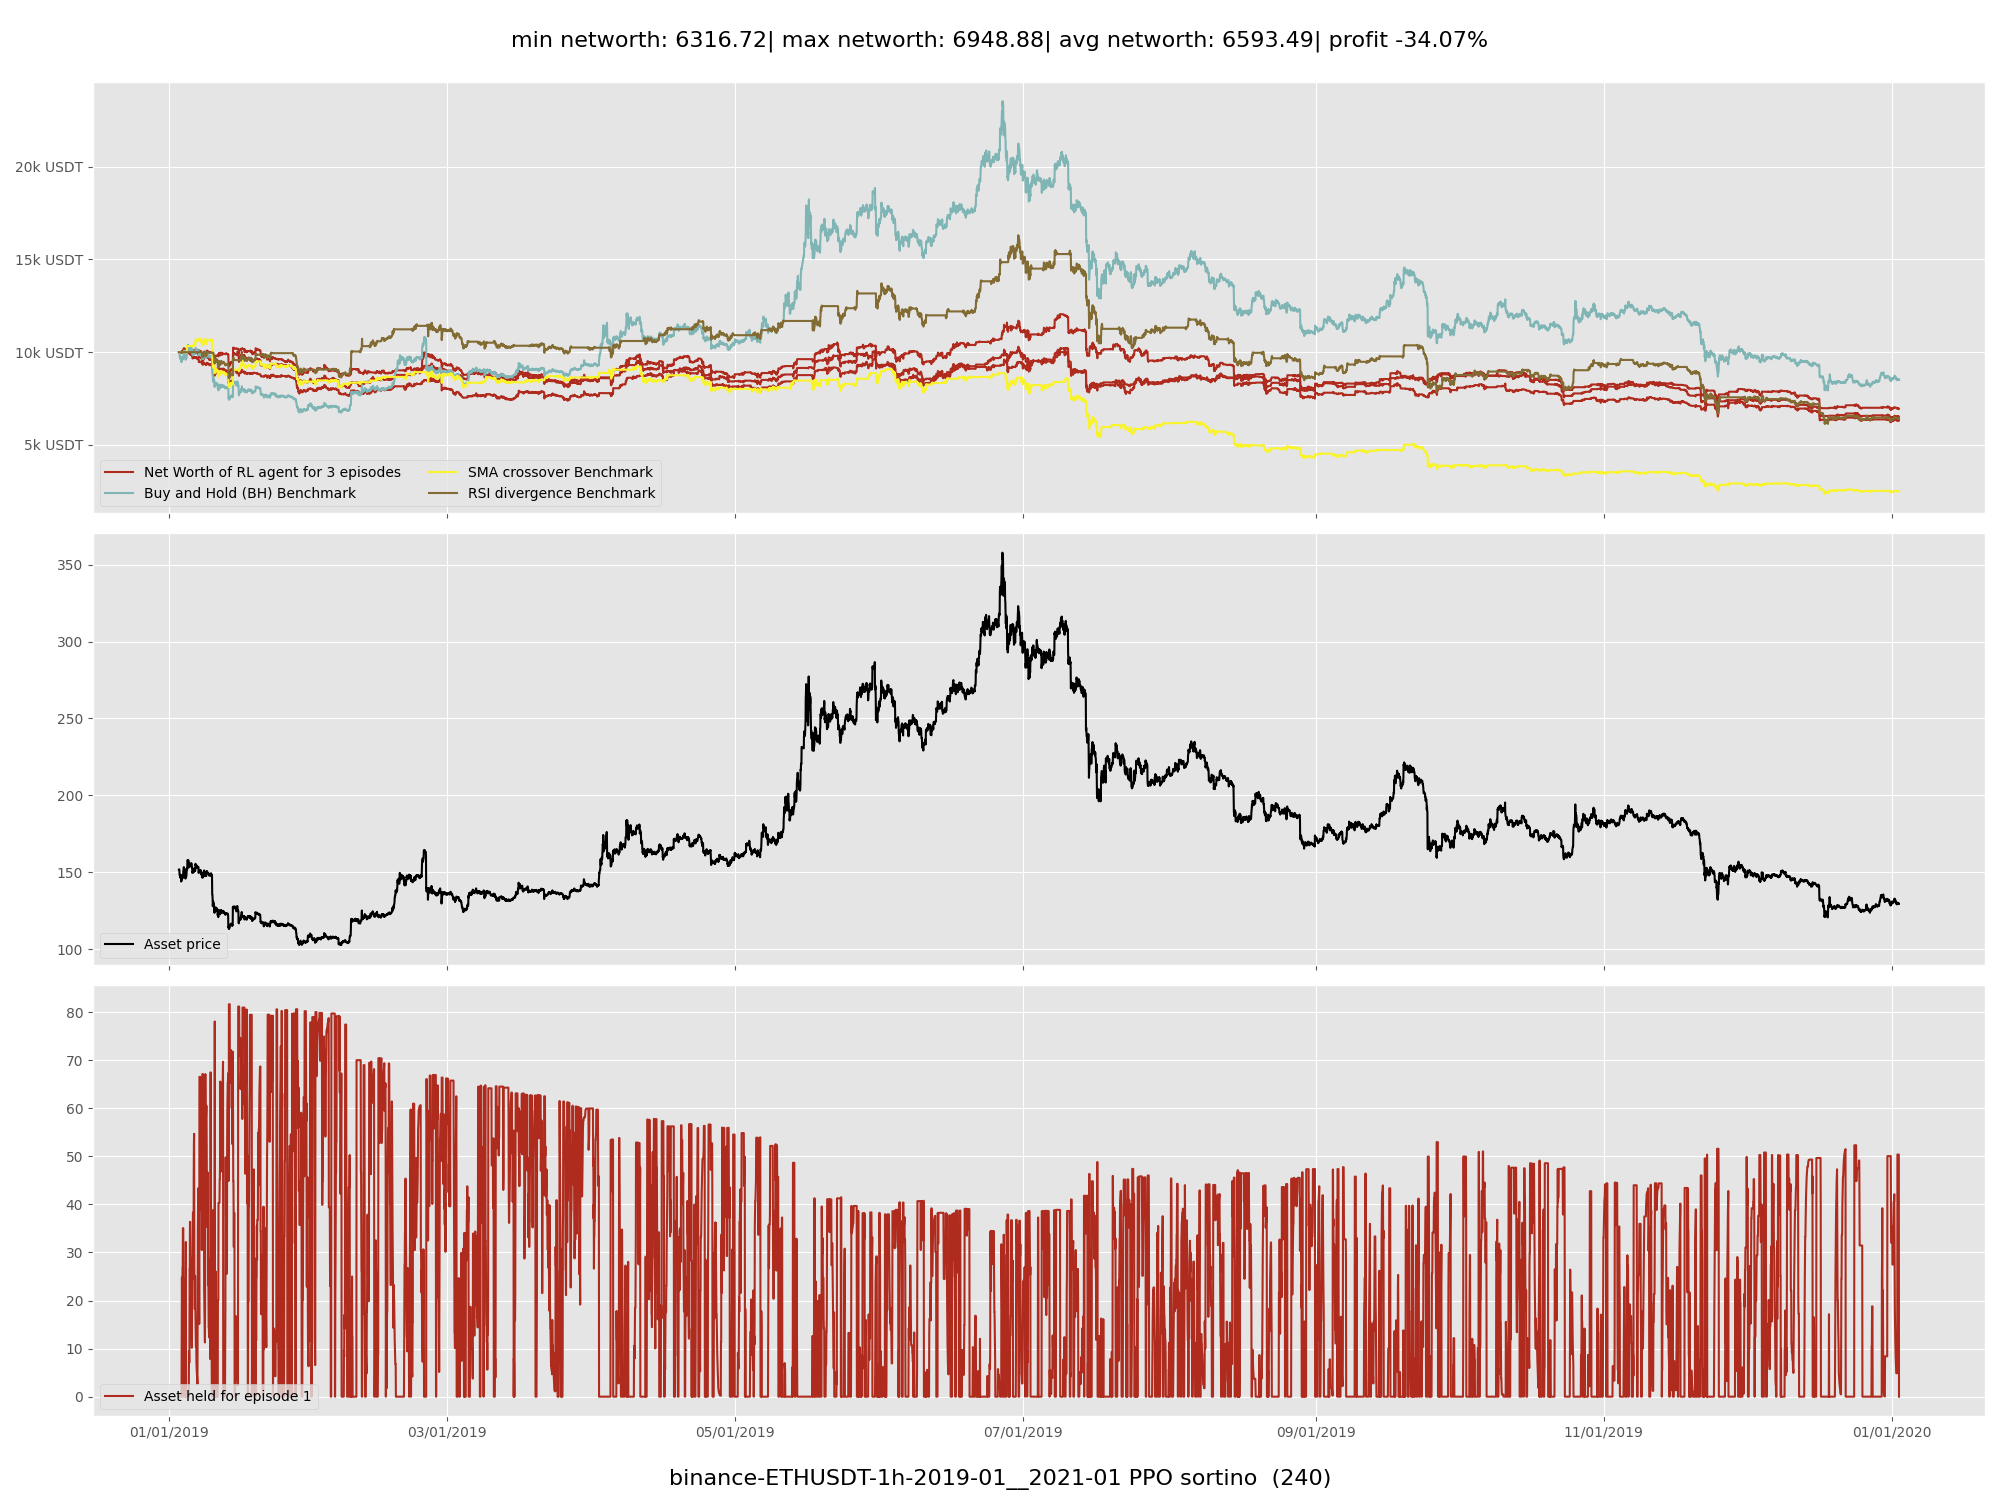 min networth: 6316.72| max networth: 6948.88| avg networth: 6593.49| profit -34.07%
20k USDT
15k USDT
10k USDT
5k USDT
Net Worth of RL agent for 3 episodes
Buy and Hold (BH) Benchmark
SMA crossover Benchmark
RSI divergence Benchmark
350
300
250
200
150
100
Asset price
80
70
60
50
40
30
20
10
0
Asset held for episode 1
01/01/2019 03/01/2019 05/01/2019 07/01/2019 09/01/2019 11/01/2019 01/01/2020
binance-ETHUSDT-1h-2019-01__2021-01 PPO sortino (240)